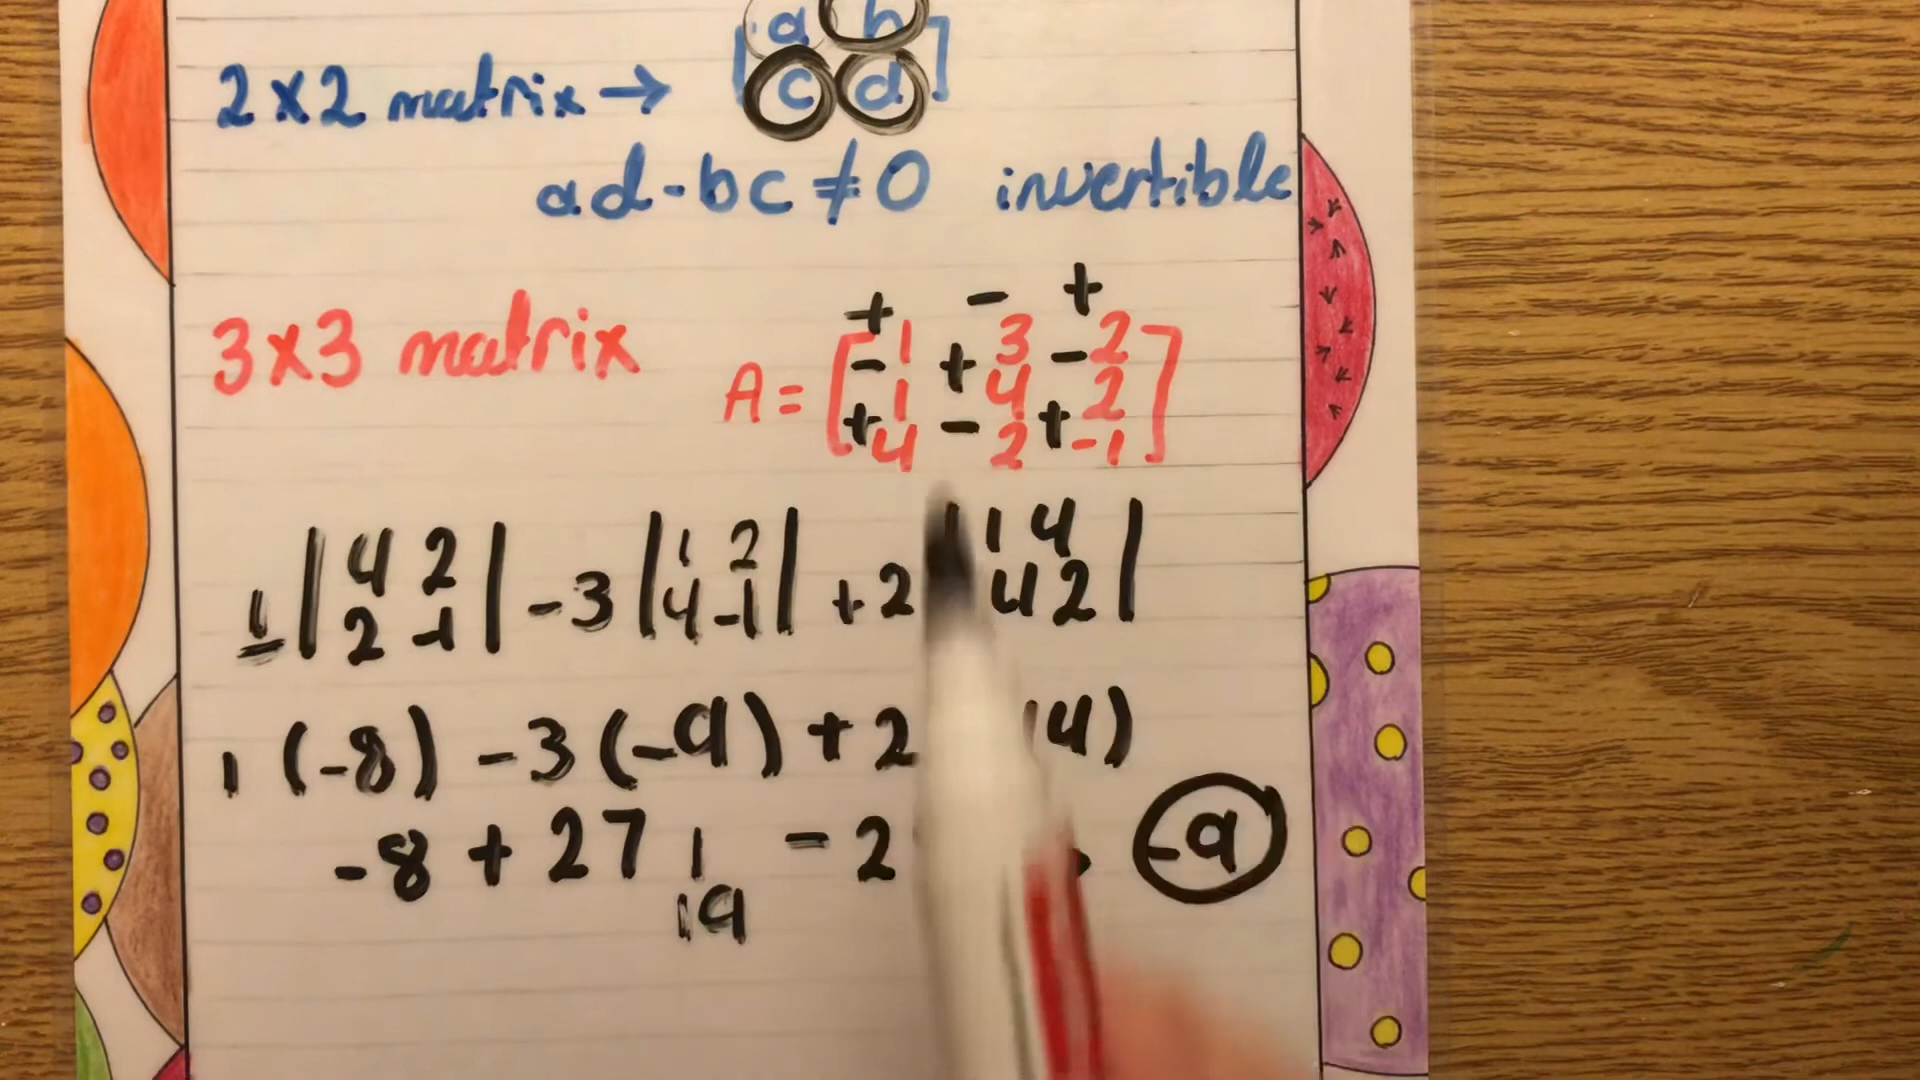 [a b
2x2 matrix → c d]
ad-bc≠0 invertible
+ - +
3x3 matrix A = [- 1 + 3 - 2
1 4 2
+4 - 2 + -1]
1 |4 2| -3 |1 2| +2 1 4|
2 -1 4 -1 4 2
1 (-8) -3 (-9) +2 14)
-8 + 27 - 2 -9
19